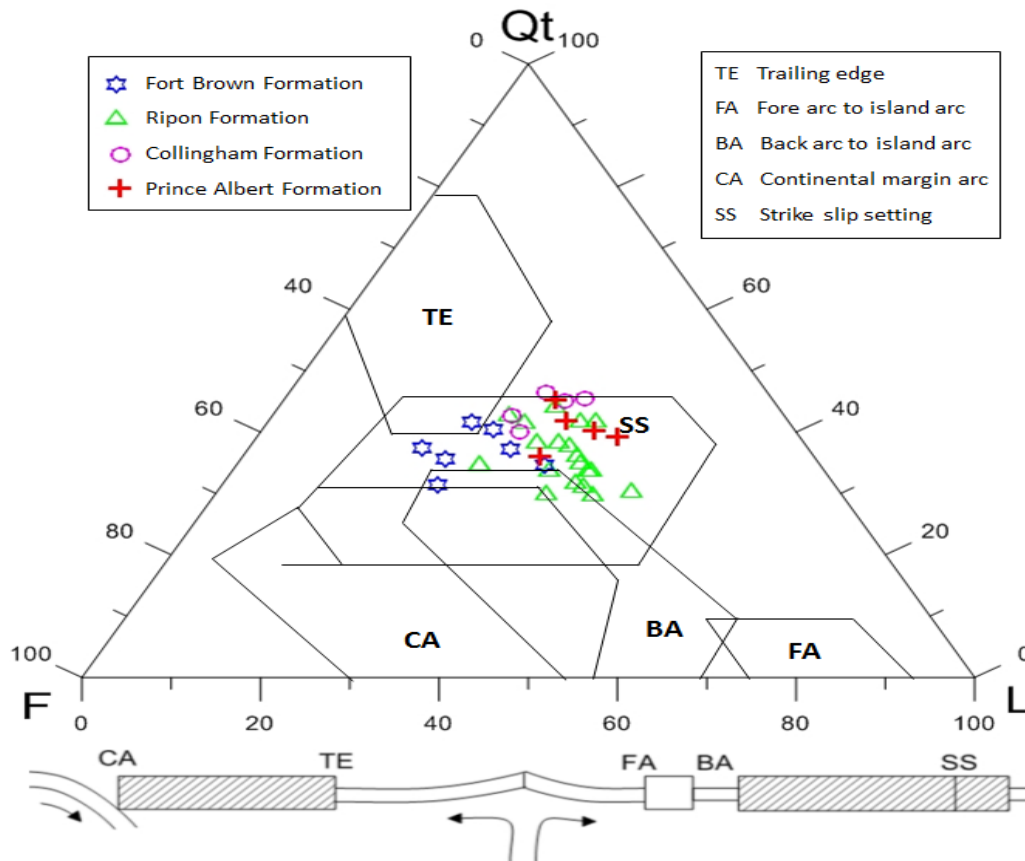 Qt
0 100
Fort Brown Formation
Ripon Formation
Collingham Formation
Prince Albert Formation
TE Trailing edge
FA Fore arc to island arc
BA Back arc to island arc
CA Continental margin arc
SS Strike slip setting
40
60
TE
60
40
SS
80
20
CA
BA
FA
100
0
F
L
0 20 40 60 80 100
CA TE FA BA SS